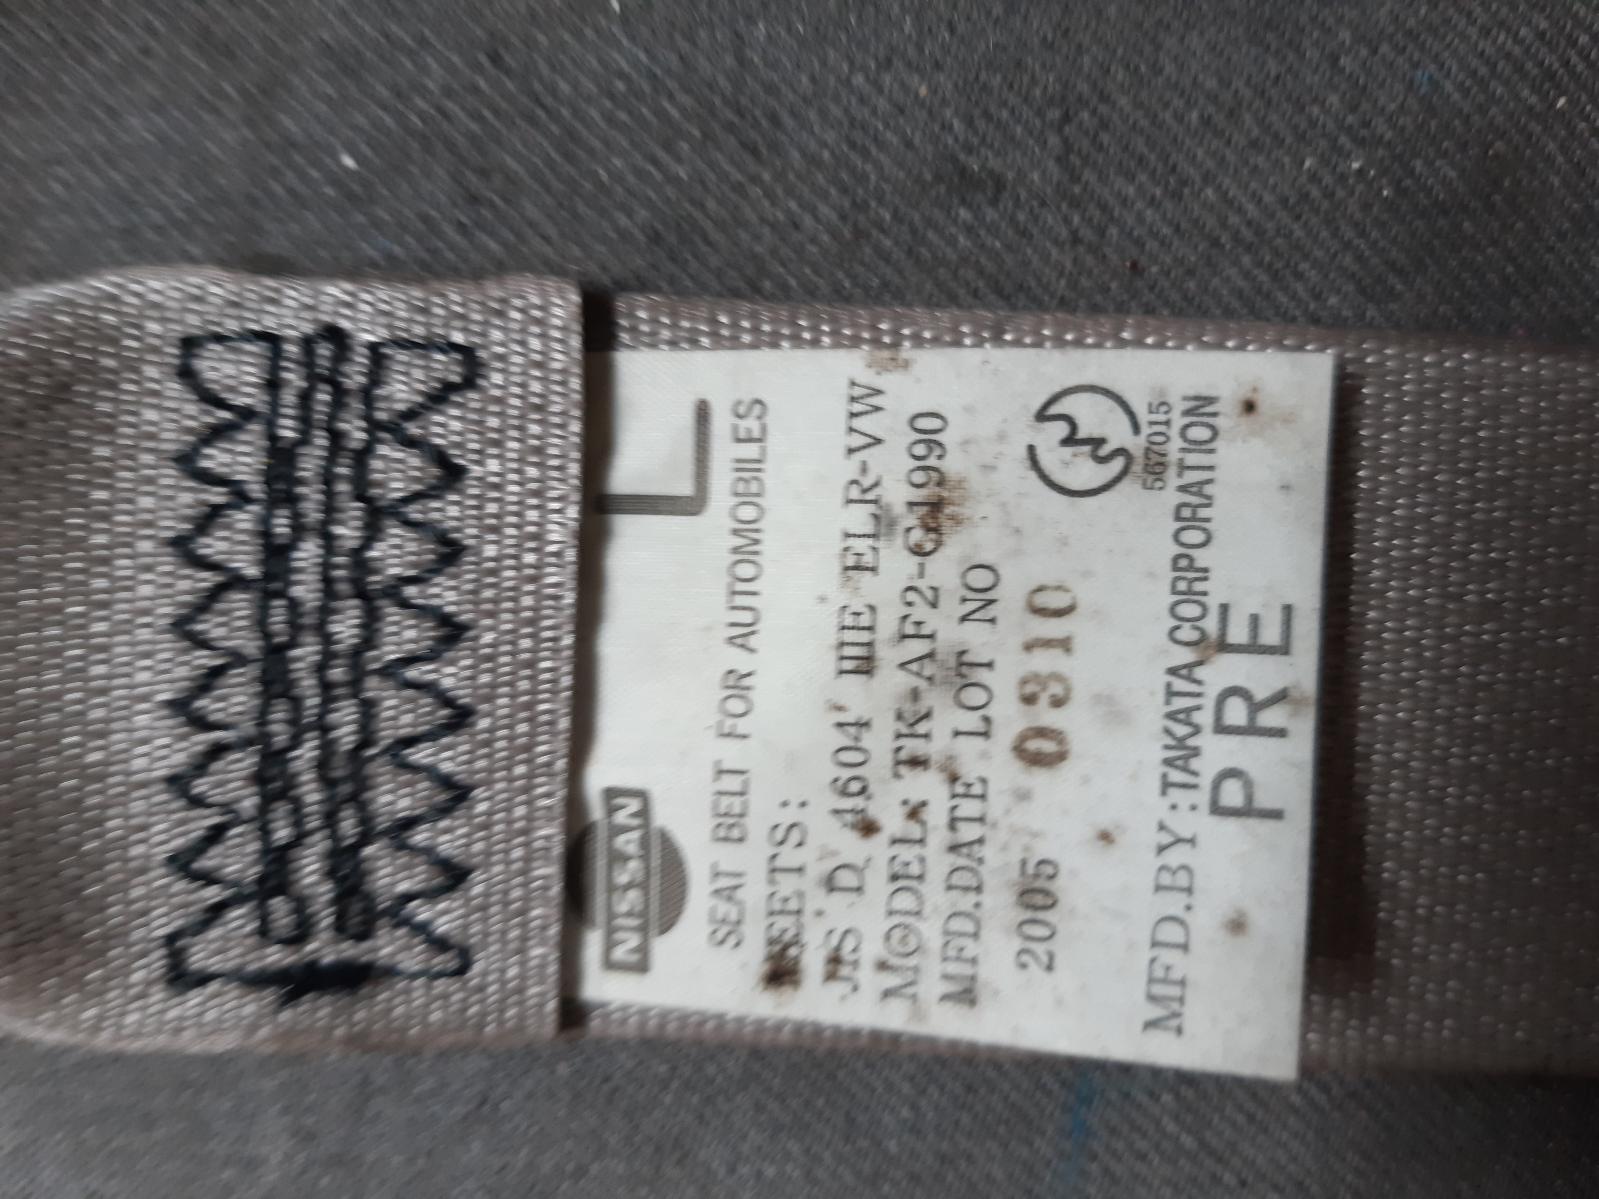 NISSAN L
SEAT BELT FOR AUTOMOBILES
MEETS:
JIS D 4604 IIIE ELR-VW
MODEL: TK-AF2-G1990
MFD.DATE LOT NO
2005 0310
567015
MFD.BY:TAKATA CORPORATION
PRE